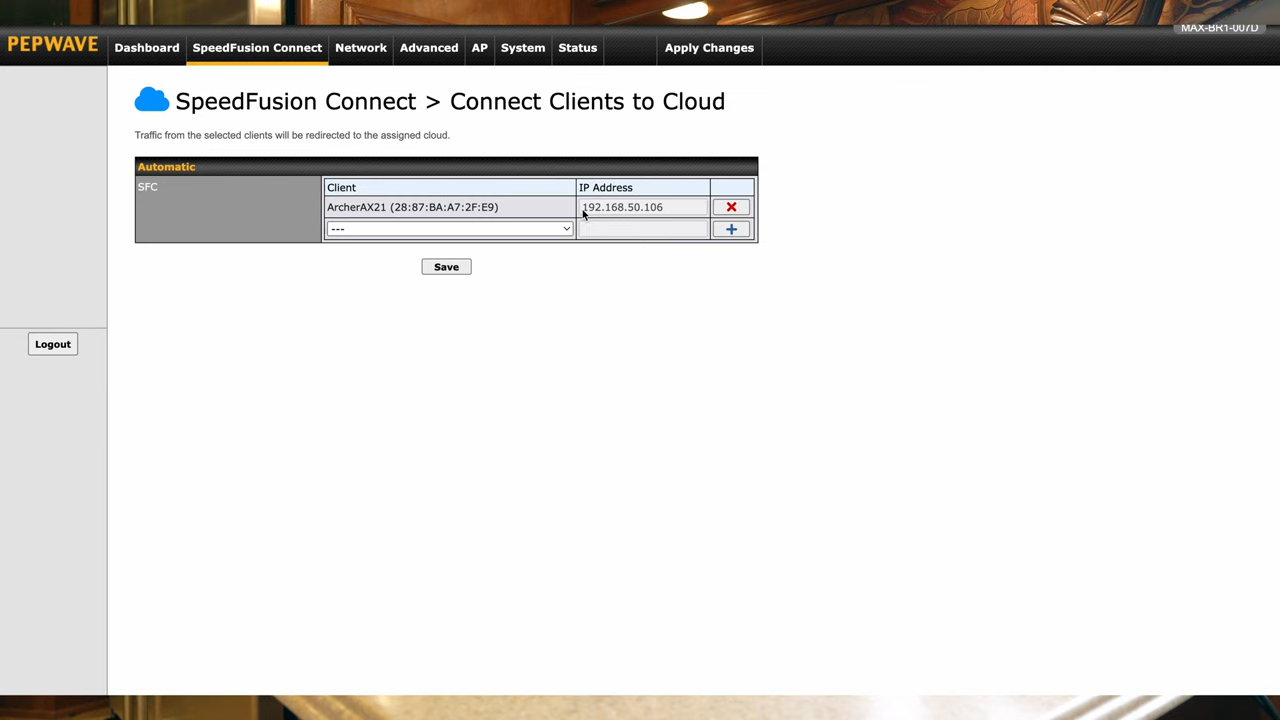 MAX-BR1-007D
PEPWAVE
Dashboard SpeedFusion Connect Network Advanced AP System Status Apply Changes
SpeedFusion Connect > Connect Clients to Cloud
Traffic from the selected clients will be redirected to the assigned cloud.
Automatic
SFC
Client IP Address
ArcherAX21 (28:87:BA:A7:2F:E9) 192.168.50.106
---
Save
Logout